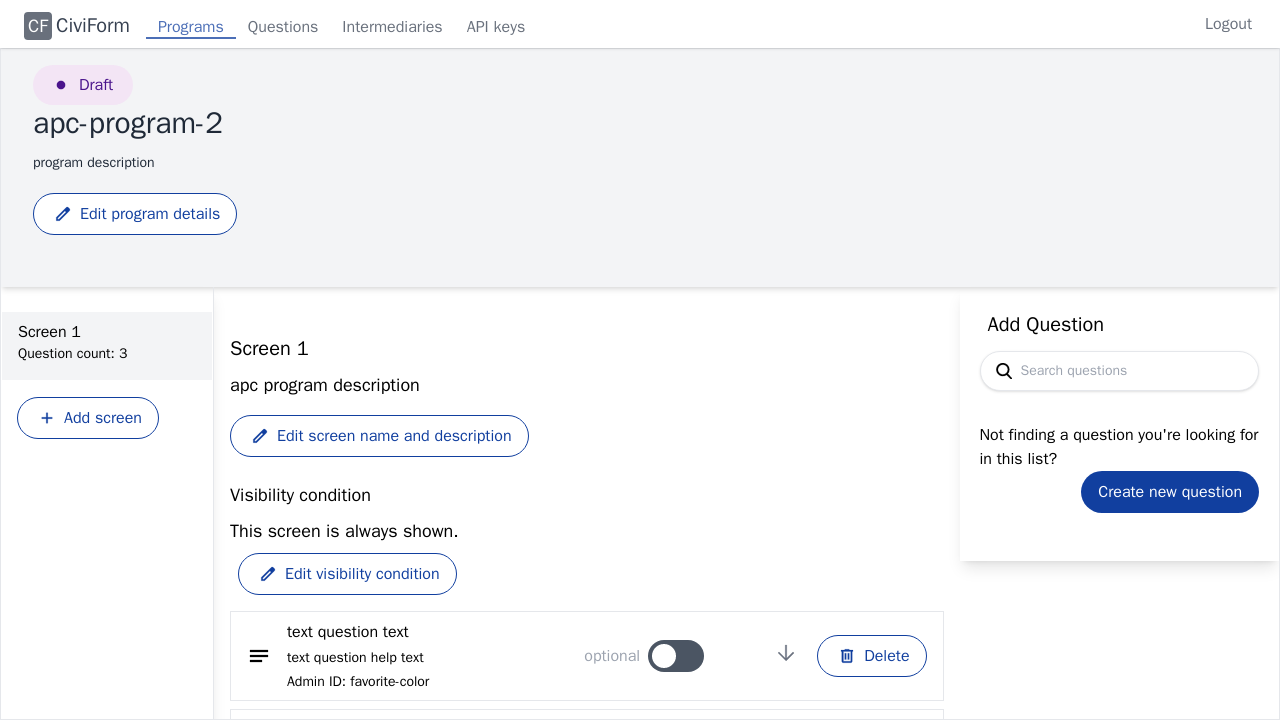 CF CiviForm Programs Questions Intermediaries API keys Logout
Draft
apc-program-2
program description
Edit program details
Screen 1
Question count: 3
Add screen
Screen 1
apc program description
Edit screen name and description
Visibility condition
This screen is always shown.
Edit visibility condition
text question text
text question help text
Admin ID: favorite-color
optional
Delete
Add Question
Search questions
Not finding a question you're looking for
in this list?
Create new question